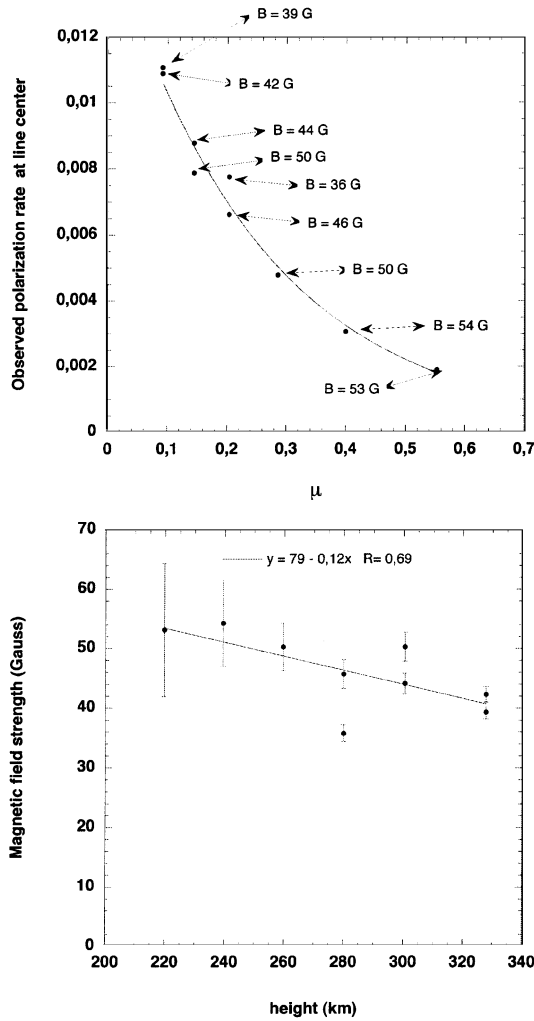 B = 39 G
0,012
B = 42 G
0,01
B = 44 G
0,008
B = 50 G
B = 36 G
0,006
B = 46 G
0,004
B = 50 G
B = 54 G
0,002
B = 53 G
0
0 0,1 0,2 0,3 0,4 0,5 0,6 0,7
Observed polarization rate at line center
μ
70
y = 79 - 0,12x R= 0,69
60
50
40
30
20
10
0
200 220 240 260 280 300 320 340
Magnetic field strength (Gauss)
height (km)